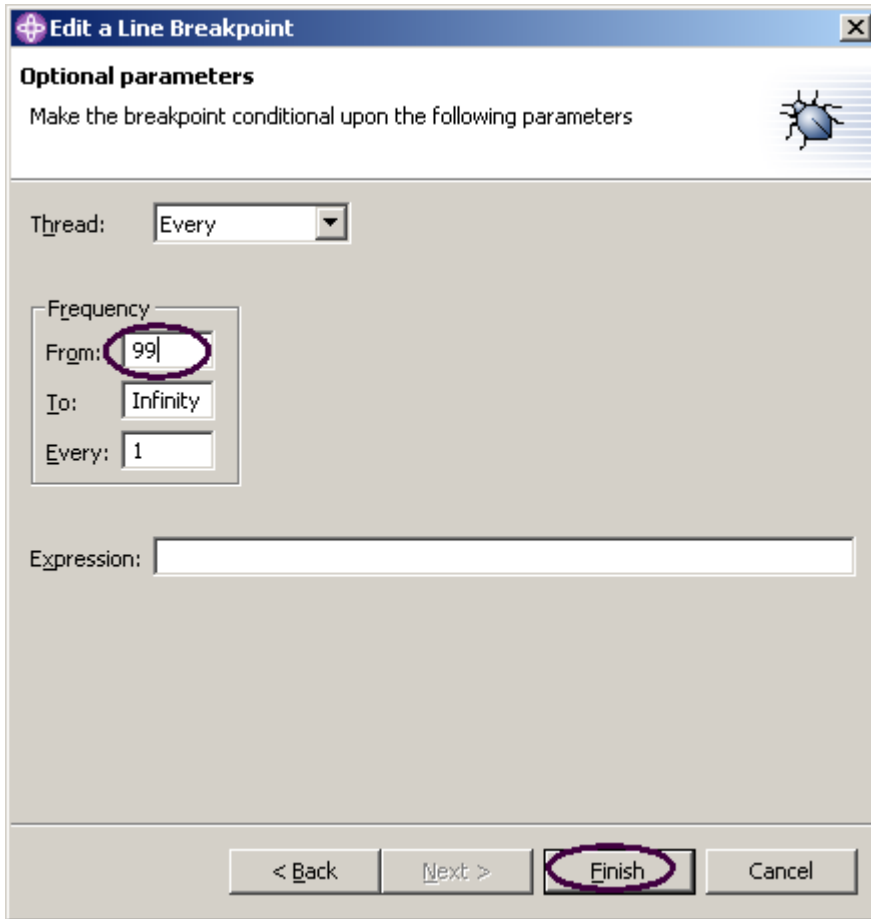 Edit a Line Breakpoint
Optional parameters
Make the breakpoint conditional upon the following parameters
Thread: Every
Frequency
From: 99
To: Infinity
Every: 1
Expression:
< Back Next > Finish Cancel